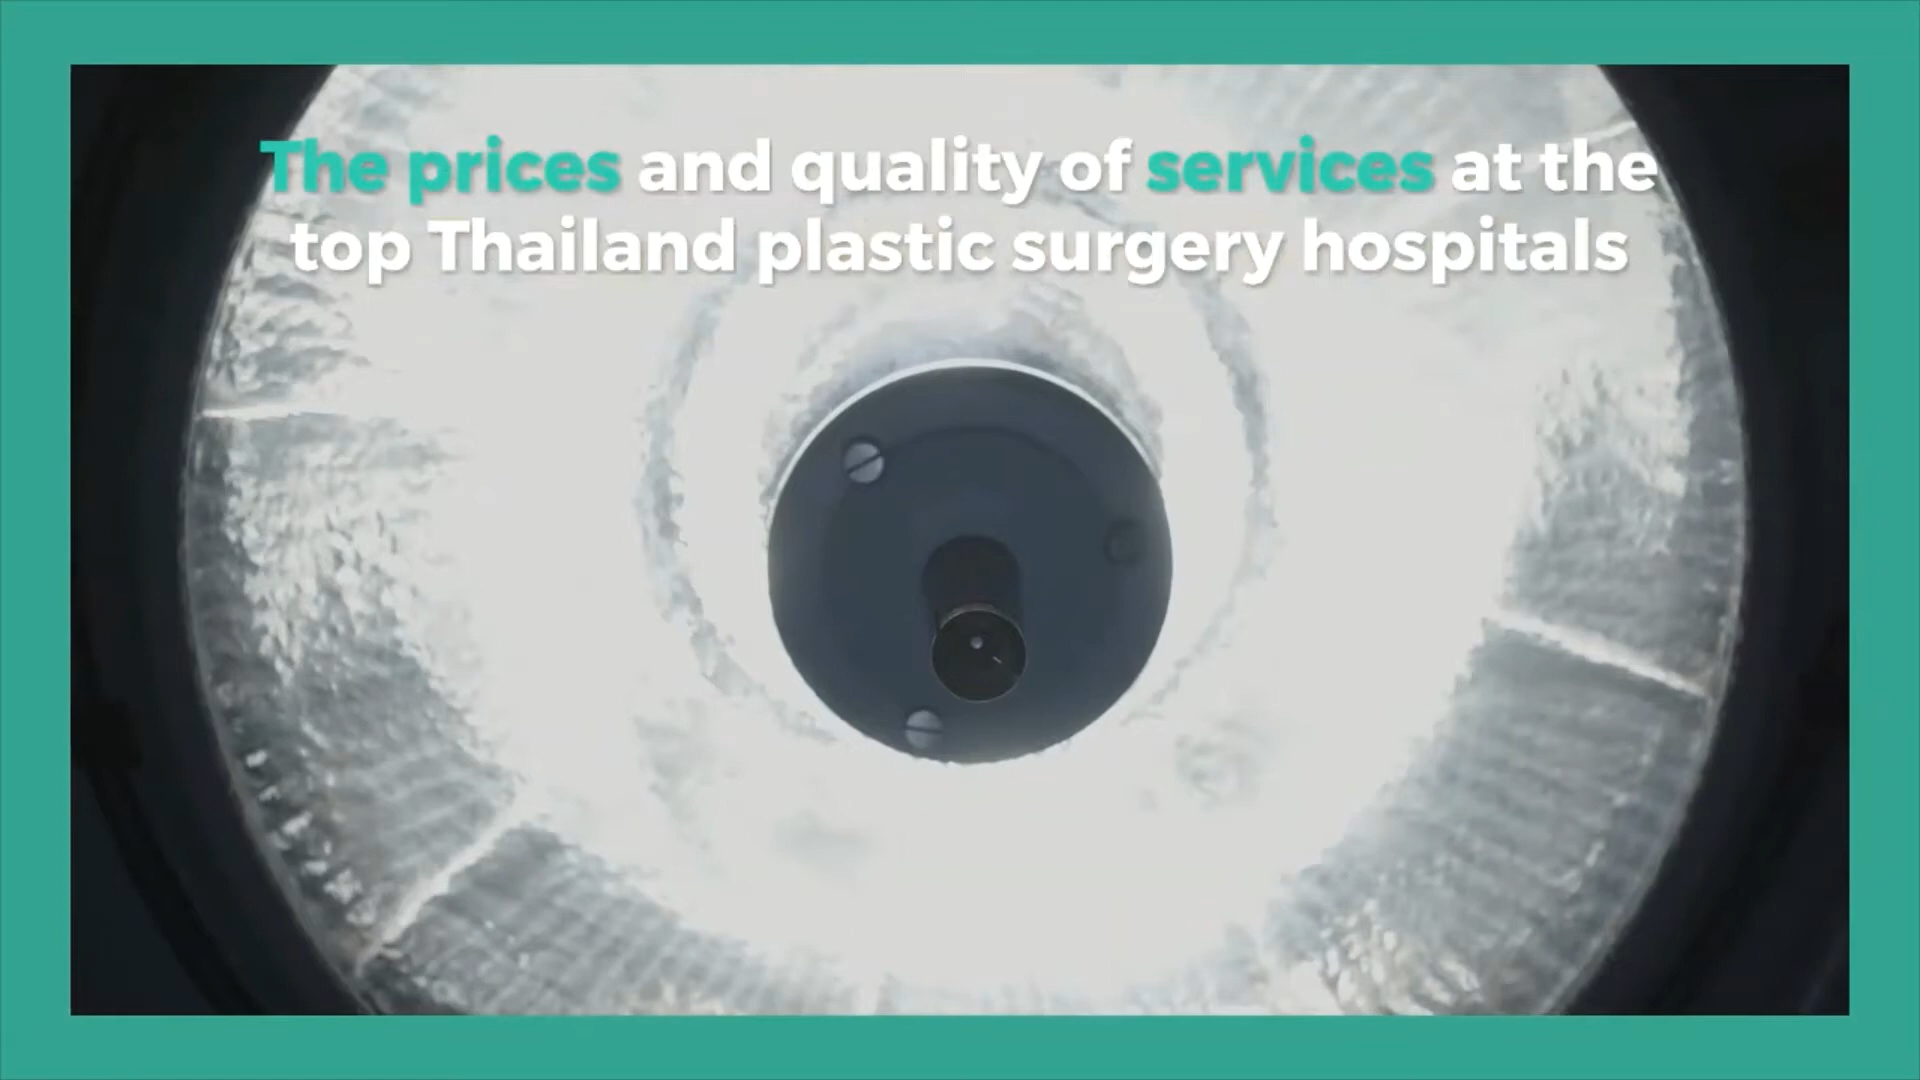 The prices and quality of services at the
top Thailand plastic surgery hospitals